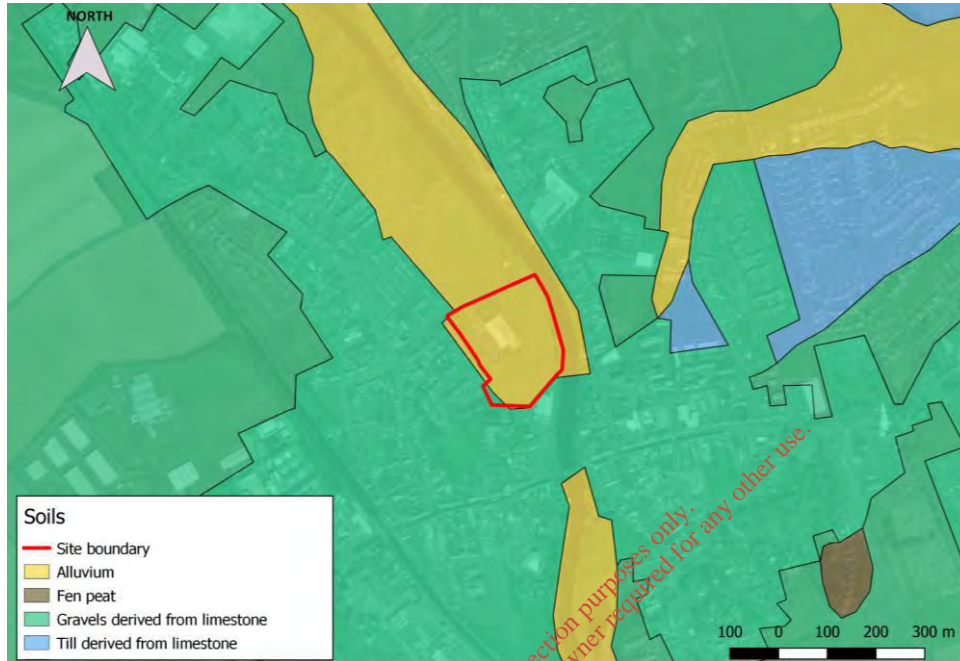 NORTH
ection purposes only.
wner required for any other use.
Soils
Site boundary
Alluvium
Fen peat
Gravels derived from limestone
Till derived from limestone
100 0 100 200 300 m